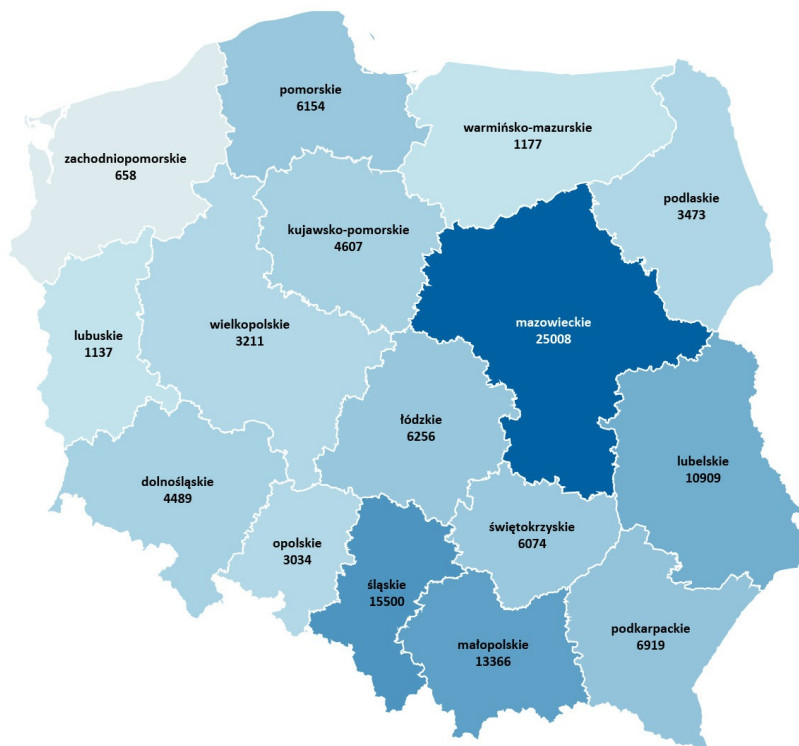 pomorskie
6154
warmińsko-mazurskie
1177
zachodniopomorskie
658
podlaskie
3473
kujawsko-pomorskie
4607
mazowieckie
25008
wielkopolskie
3211
lubuskie
1137
łódzkie
6256
lubelskie
10909
dolnośląskie
4489
świętokrzyskie
6074
opolskie
3034
śląskie
15500
podkarpackie
6919
małopolskie
13366